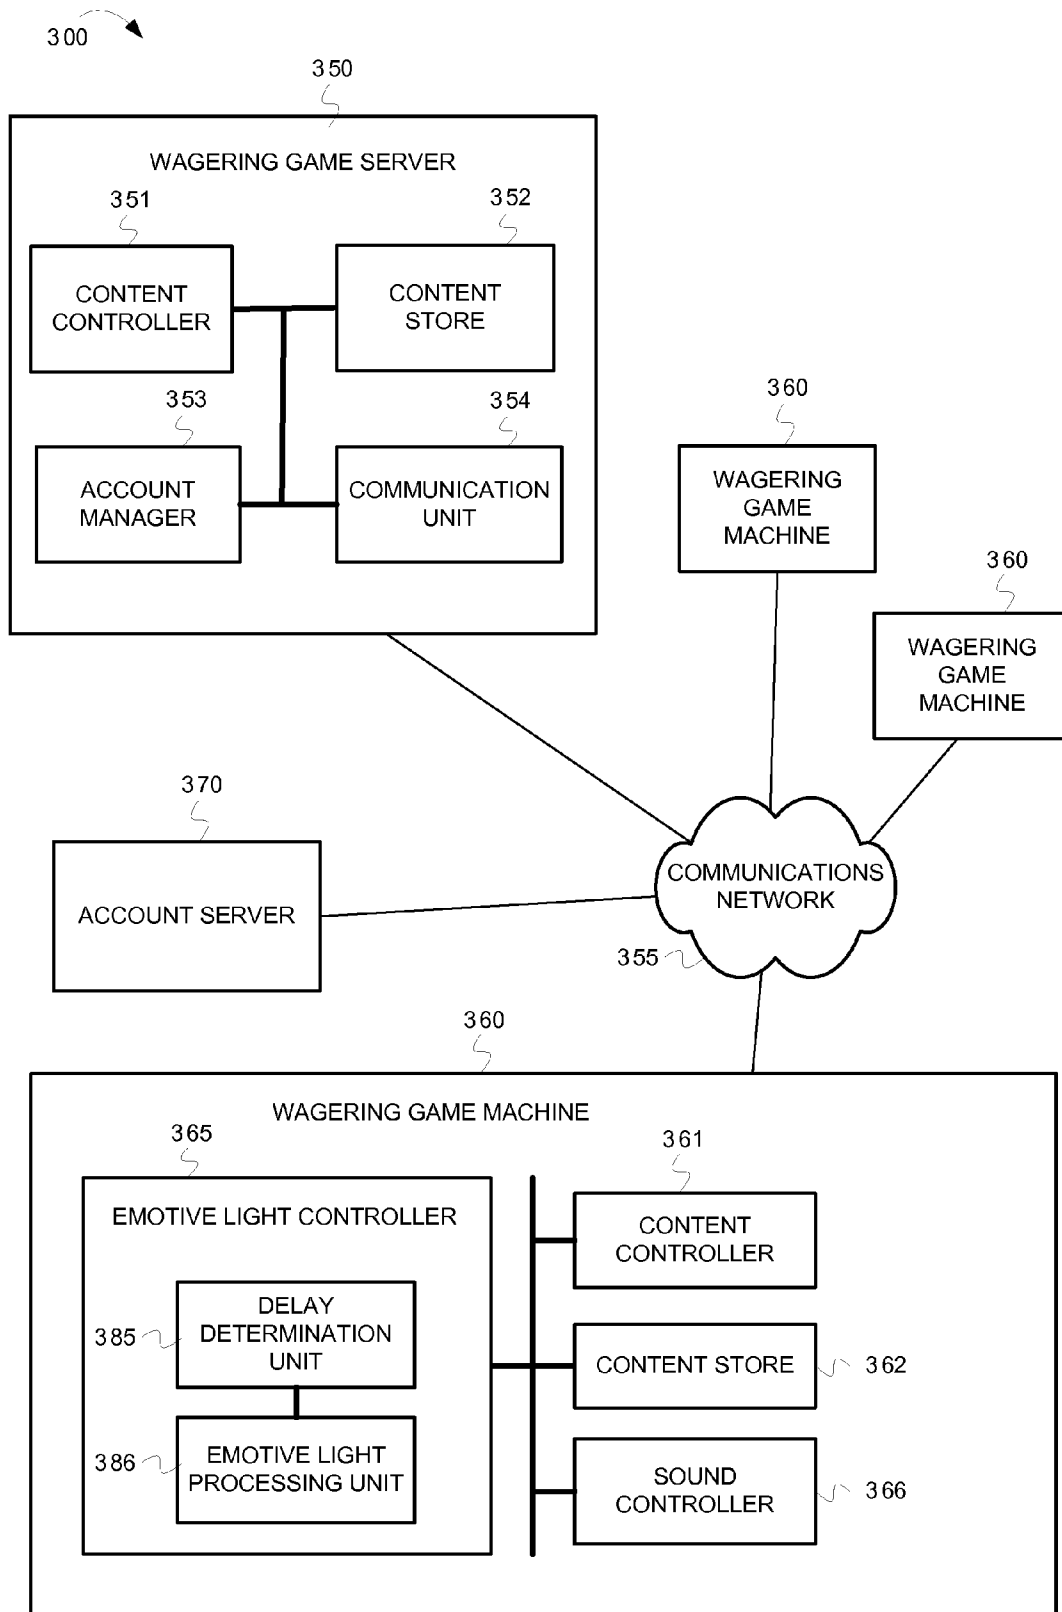 300
350
WAGERING GAME SERVER
351
352
CONTENT
CONTROLLER
CONTENT
STORE
353
354
ACCOUNT
MANAGER
COMMUNICATION
UNIT
360
WAGERING
GAME
MACHINE
360
WAGERING
GAME
MACHINE
370
ACCOUNT SERVER
COMMUNICATIONS
NETWORK
355
360
WAGERING GAME MACHINE
365
EMOTIVE LIGHT CONTROLLER
385
DELAY
DETERMINATION
UNIT
386
EMOTIVE LIGHT
PROCESSING UNIT
361
CONTENT
CONTROLLER
CONTENT STORE
362
SOUND
CONTROLLER
366